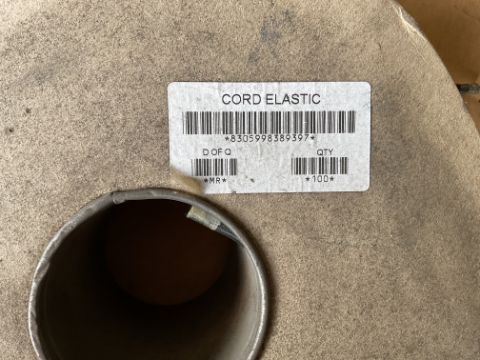 CORD ELASTIC
*8305998389397*
D OF Q
QTY
*MR*
*100*